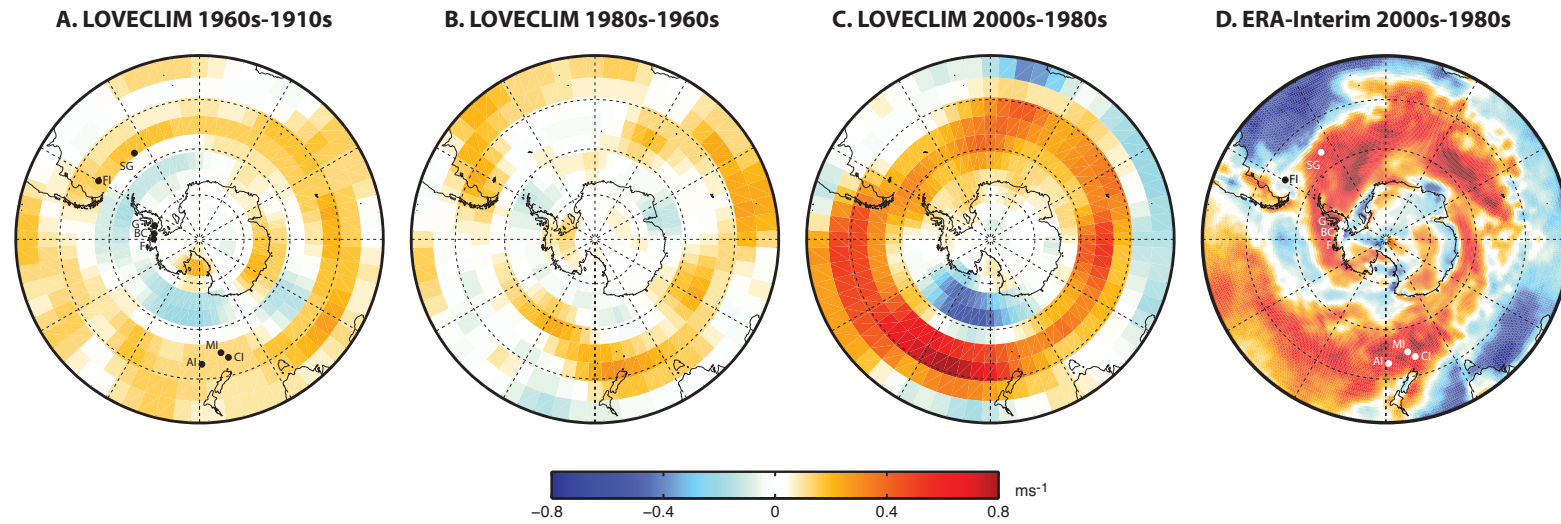 A. LOVECLIM 1960s-1910s
B. LOVECLIM 1980s-1960s
C. LOVECLIM 2000s-1980s
D. ERA-Interim 2000s-1980s
SG
FI
G
BC
F
MI
CI
AI
SG
FI
G
BC
F
MI
CI
AI
−0.8
−0.4
0
0.4
0.8
ms-1